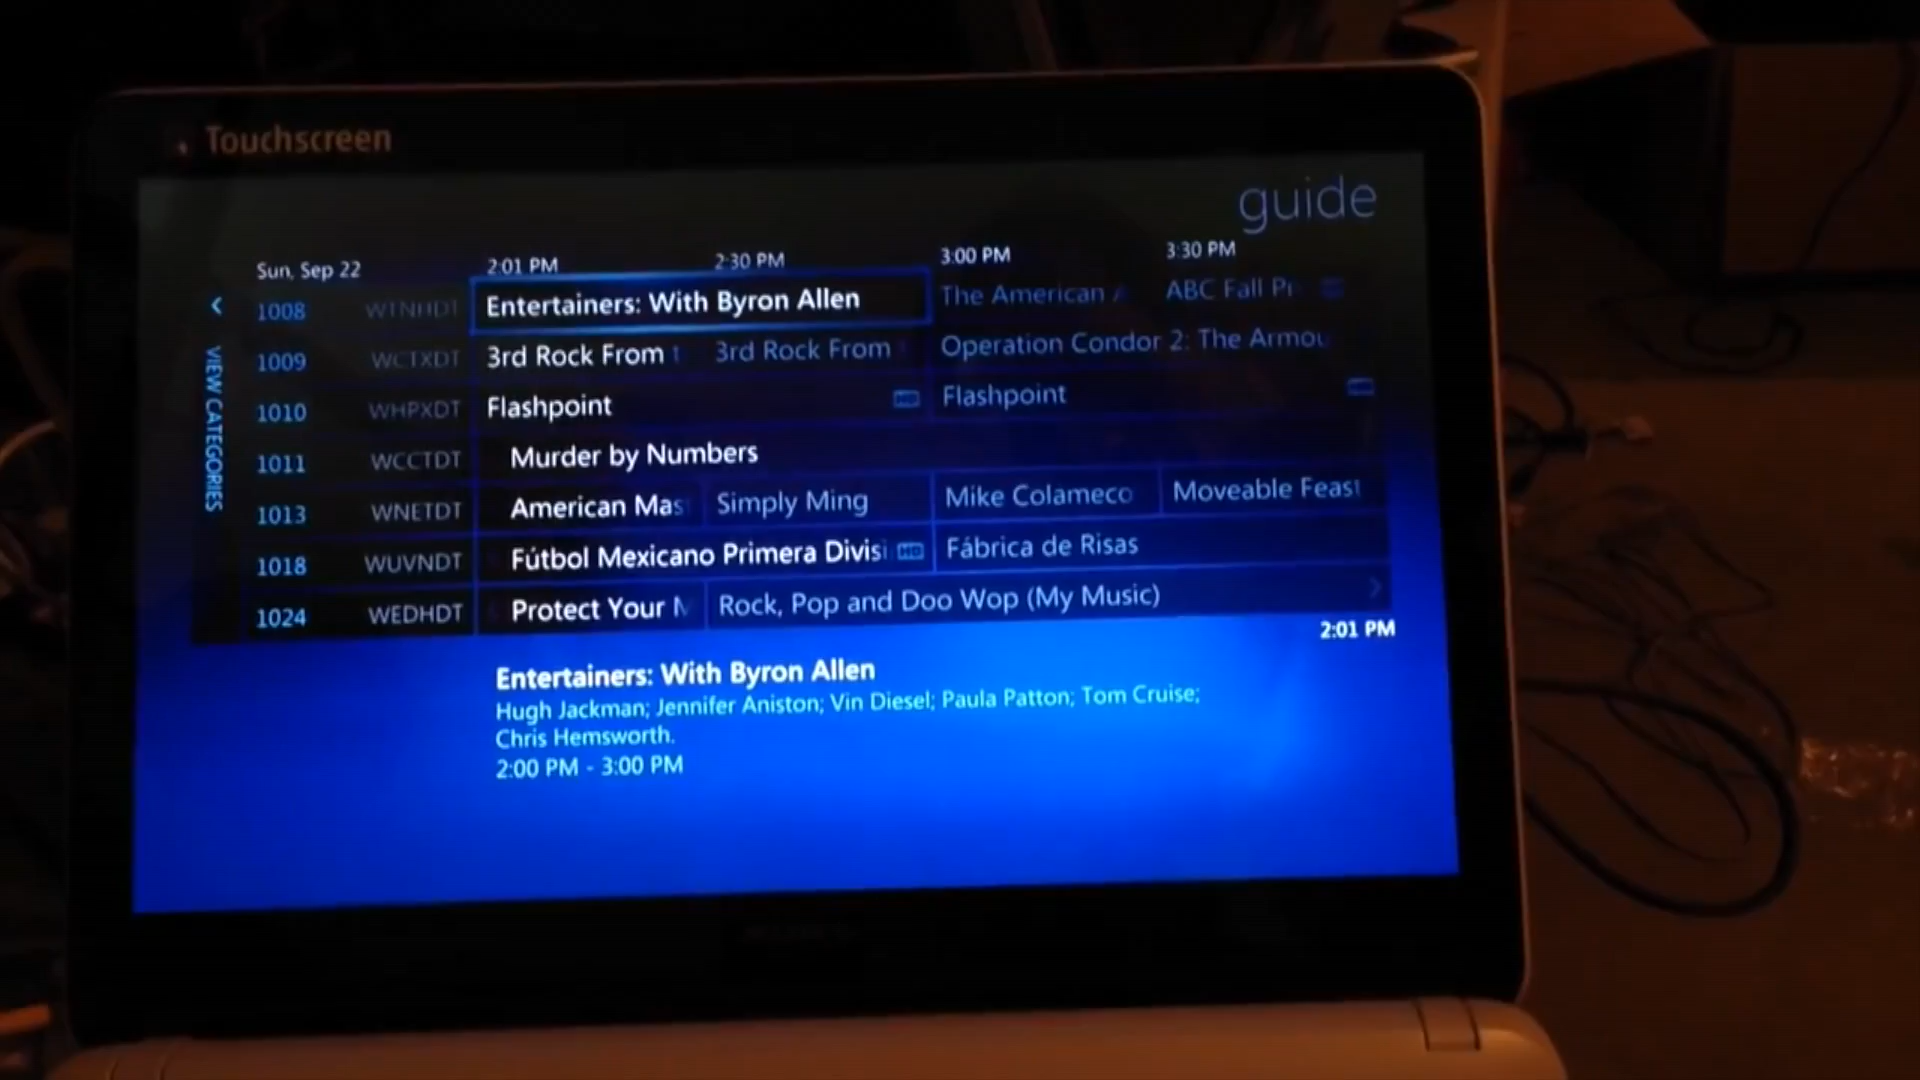 Touchscreen
guide
Sun, Sep 22 2:01 PM 2:30 PM 3:00 PM 3:30 PM
1008 WTNHDT Entertainers: With Byron Allen The American ABC Fall
1009 WCTXDT 3rd Rock From 3rd Rock From Operation Condor 2: The Armou
1010 WHPXDT Flashpoint HD Flashpoint HD
1011 WCCTDT Murder by Numbers
1013 WNETDT American Mas Simply Ming Mike Colameco Moveable Feast
1018 WUVNDT Fútbol Mexicano Primera Divisi HD Fábrica de Risas
1024 WEDHDT Protect Your Rock, Pop and Doo Wop (My Music)
VIEW CATEGORIES
2:01 PM
Entertainers: With Byron Allen
Hugh Jackman; Jennifer Aniston; Vin Diesel; Paula Patton; Tom Cruise;
Chris Hemsworth.
2:00 PM - 3:00 PM